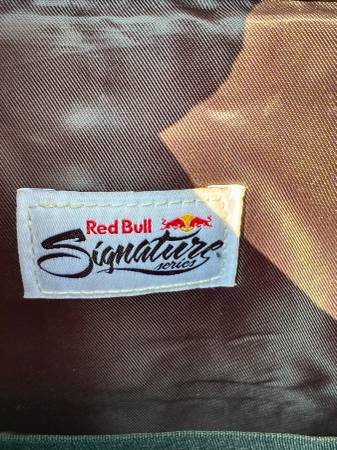 Red Bull
Signature
series